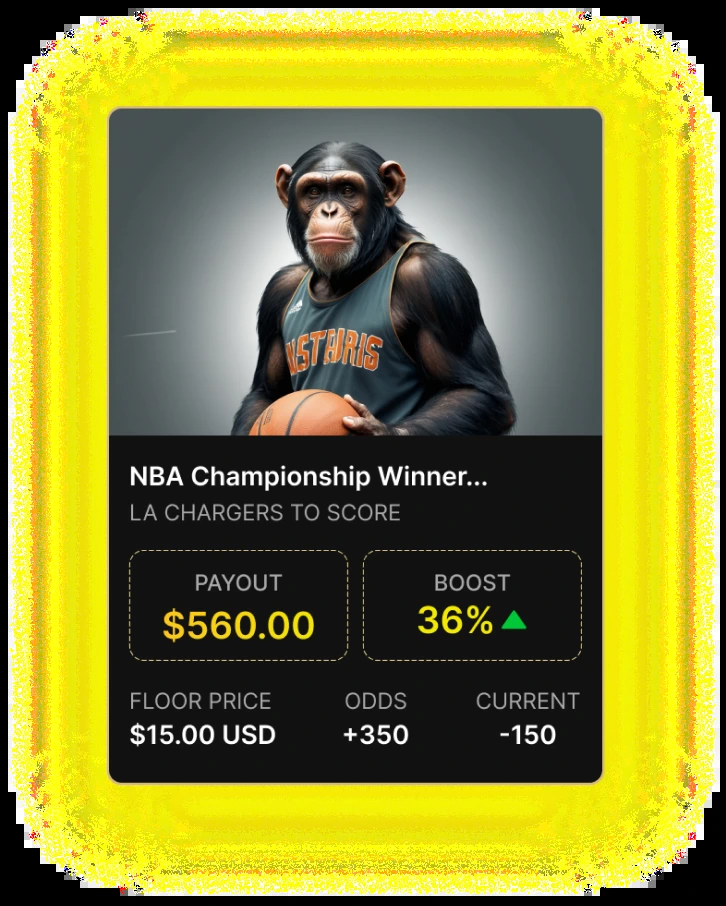 NBA Championship Winner...
LA CHARGERS TO SCORE
PAYOUT
$560.00
BOOST
36%
FLOOR PRICE
$15.00 USD
ODDS
+350
CURRENT
-150